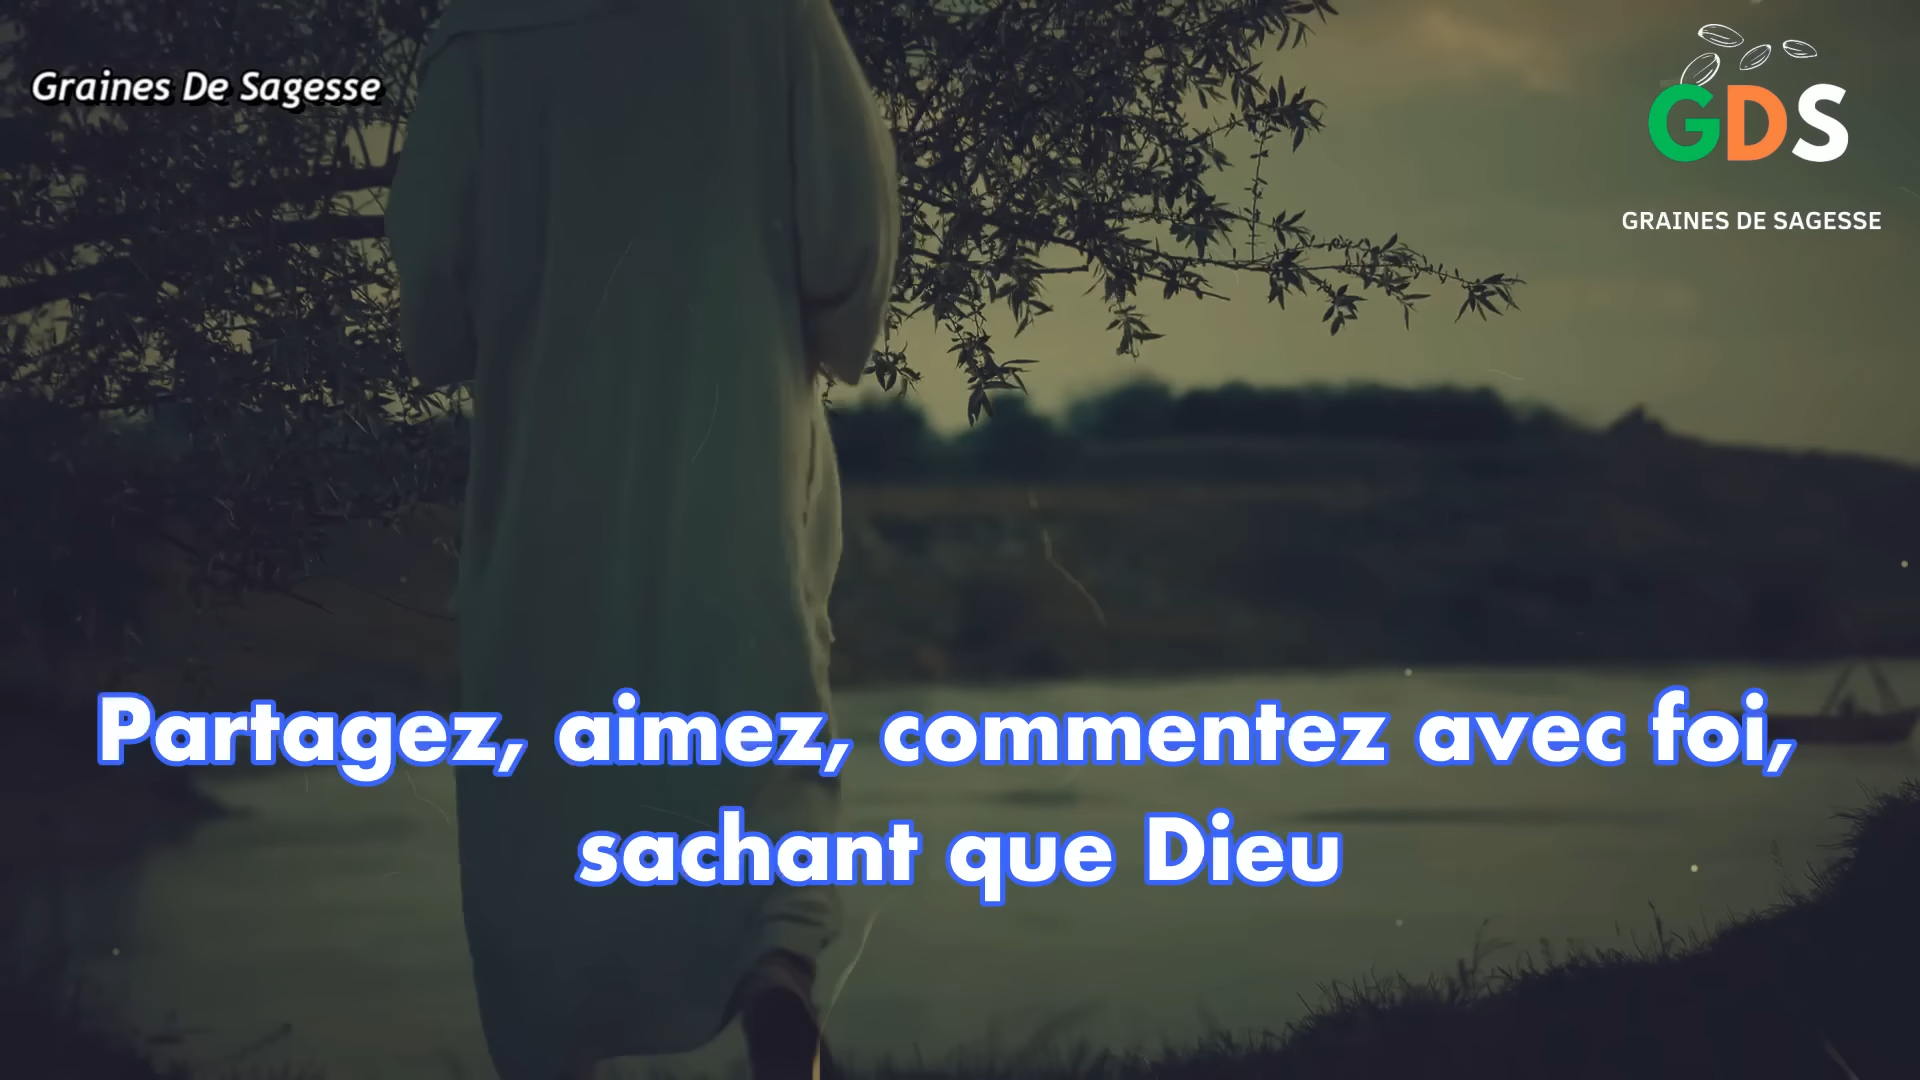 Graines De Sagesse
GDS
GRAINES DE SAGESSE
Partagez, aimez, commentez avec foi,
sachant que Dieu